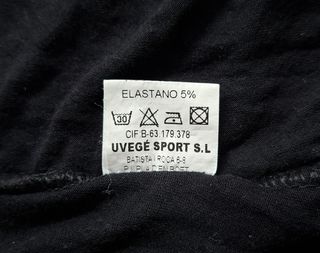 ELASTANO 5%
30
CIF B-63.179.378
UVEGÉ SPORT S.L
BATISTA I ROCA 6-8